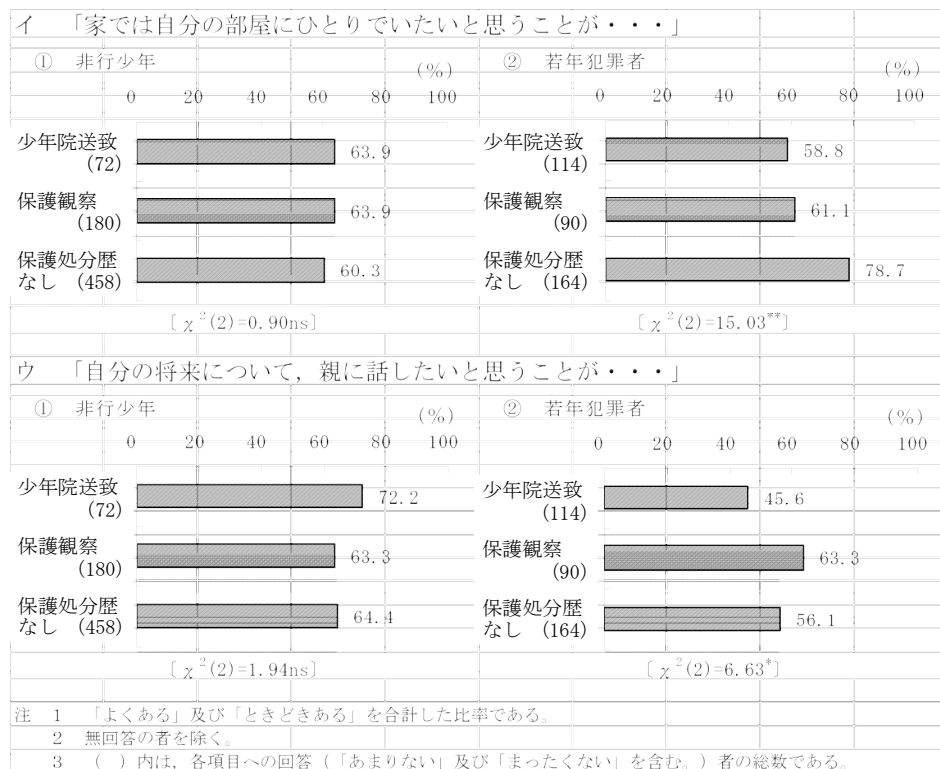 イ 「家では自分の部屋にひとりでいたいと思うことが・・・」
① 非行少年
(%)
0 20 40 60 80 100
少年院送致
(72)
63.9
保護観察
(180)
63.9
保護処分歴
なし (458)
60.3
〔χ²(2)=0.90ns〕
② 若年犯罪者
(%)
0 20 40 60 80 100
少年院送致
(114)
58.8
保護観察
(90)
61.1
保護処分歴
なし (164)
78.7
〔χ²(2)=15.03**〕
ウ 「自分の将来について，親に話したいと思うことが・・・」
① 非行少年
(%)
0 20 40 60 80 100
少年院送致
(72)
72.2
保護観察
(180)
63.3
保護処分歴
なし (458)
64.4
〔χ²(2)=1.94ns〕
② 若年犯罪者
(%)
0 20 40 60 80 100
少年院送致
(114)
45.6
保護観察
(90)
63.3
保護処分歴
なし (164)
56.1
〔χ²(2)=6.63*〕
注 1 「よくある」及び「ときどきある」を合計した比率である。
2 無回答の者を除く。
3 （ ）内は，各項目への回答（「あまりない」及び「まったくない」を含む。）者の総数である。